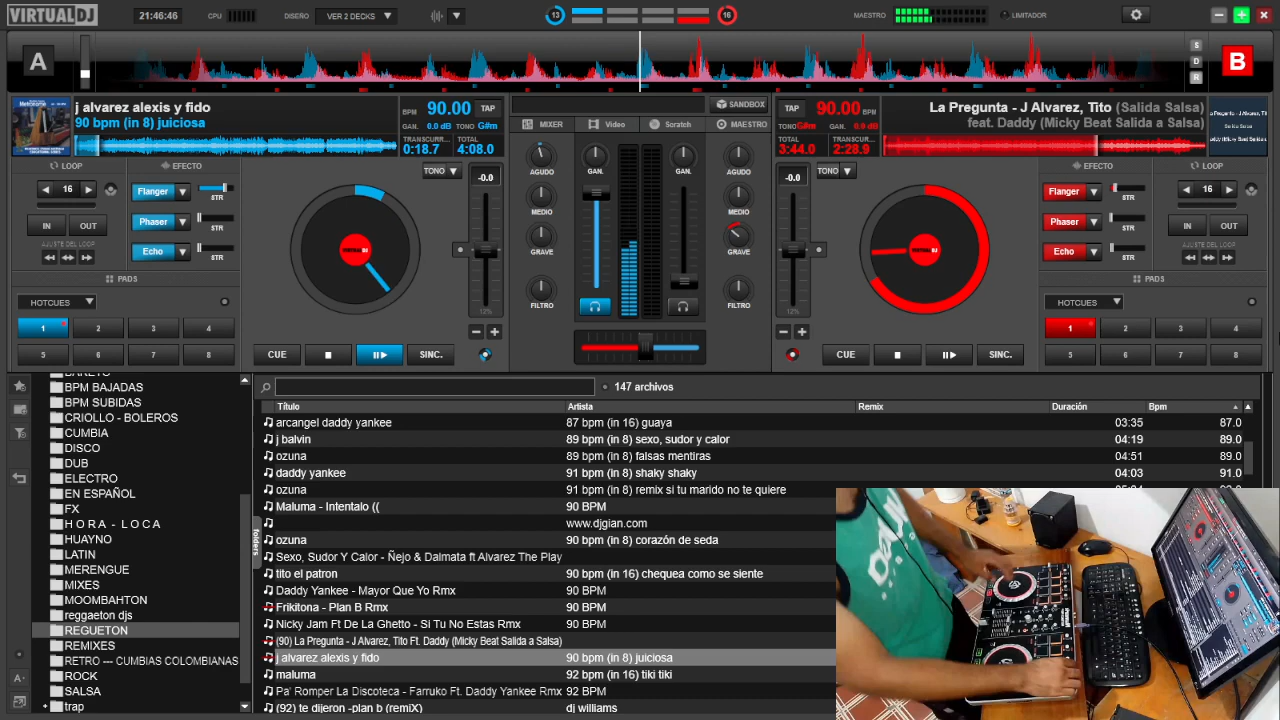 VIRTUALDJ
21:46:46
CPU
DISEÑO
VER 2 DECKS
13
16
MAESTRO
LIMITADOR
A
S
D
R
B
j alvarez alexis y fido
90 bpm (in 8) juiciosa
BPM 90.00 TAP
GAN. 0.0 dB TONO G#m
TRANSCURR... TOTAL
0:18.7 4:08.0
SANDBOX
MIXER Video Scratch MAESTRO
TAP 90.00 BPM
TONO G#m GAN. 0.0 dB
TOTAL TRANSCUR...
3:44.0 2:28.9
La Pregunta - J Alvarez, Tito (Salida Salsa)
feat. Daddy (Micky Beat Salida a Salsa)
LOOP
EFECTO
16
Flanger
STR
Phaser
STR
Echo
STR
IN OUT
AJUSTE DEL LOOP
PADS
HOTCUES
1 2 3 4
5 6 7 8
TONO
-0.0
12%
CUE SINC.
VIRTUALDJ
AGUDO GAN. GAN. AGUDO
MEDIO MEDIO
GRAVE GRAVE
FILTRO FILTRO
-0.0
TONO
12%
VIRTUALDJ
CUE SINC.
EFECTO
LOOP
Flanger
STR
Phaser
STR
Echo
STR
16
IN OUT
AJUSTE DEL LOOP
PADS
HOTCUES
1 2 3 4
5 6 7 8
BPM BAJADAS
BPM SUBIDAS
CRIOLLO - BOLEROS
CUMBIA
DISCO
DUB
ELECTRO
EN ESPAÑOL
FX
H O R A - L O C A
HUAYNO
LATIN
MERENGUE
MIXES
MOOMBAHTON
reggaeton djs
REGUETON
REMIXES
RETRO --- CUMBIAS COLOMBIANAS
ROCK
SALSA
trap
folders
147 archivos
Título Artista Remix Duración Bpm
arcangel daddy yankee 87 bpm (in 16) guaya 03:35 87.0
j balvin 89 bpm (in 8) sexo, sudor y calor 04:19 89.0
ozuna 89 bpm (in 8) falsas mentiras 04:51 89.0
daddy yankee 91 bpm (in 8) shaky shaky 04:03 91.0
ozuna 91 bpm (in 8) remix si tu marido no te quiere
Maluma - Intentalo (( 90 BPM
www.djgian.com
ozuna 90 bpm (in 8) corazón de seda
Sexo, Sudor Y Calor - Ñejo & Dalmata ft Alvarez The Play
tito el patron 90 bpm (in 16) chequea como se siente
Daddy Yankee - Mayor Que Yo Rmx 90 BPM
Frikitona - Plan B Rmx 90 BPM
Nicky Jam Ft De La Ghetto - Si Tu No Estas Rmx 90 BPM
(90) La Pregunta - J Alvarez, Tito Ft. Daddy (Micky Beat Salida a Salsa)
j alvarez alexis y fido 90 bpm (in 8) juiciosa
maluma 92 bpm (in 16) tiki tiki
Pa' Romper La Discoteca - Farruko Ft. Daddy Yankee Rmx 92 BPM
(92) te dijeron -plan b (remiX) dj williams